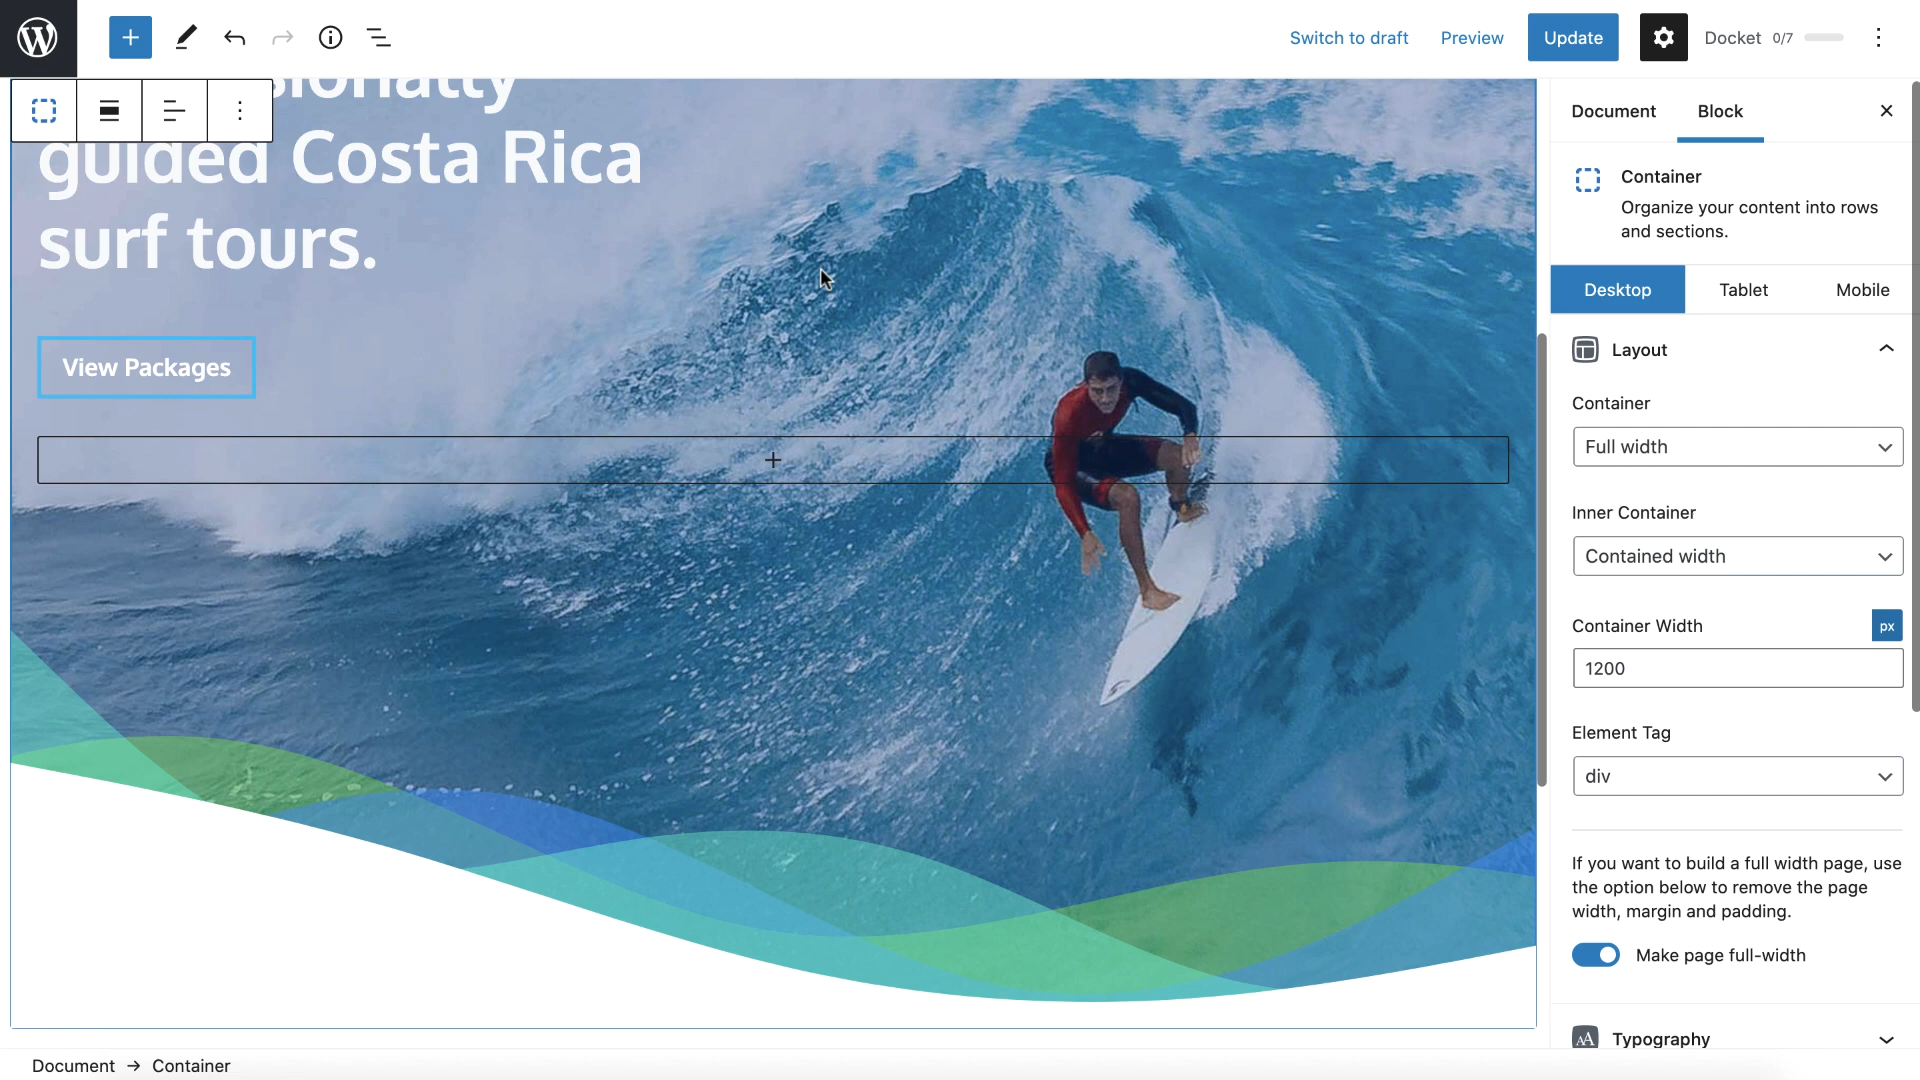 Switch to draft
Preview
Update
Docket 0/7
guided Costa Rica
surf tours.
View Packages
Document
Block
Container
Organize your content into rows
and sections.
Desktop
Tablet
Mobile
Layout
Container
Full width
Inner Container
Contained width
Container Width
px
1200
Element Tag
div
If you want to build a full width page, use
the option below to remove the page
width, margin and padding.
Make page full-width
Typography
Document → Container